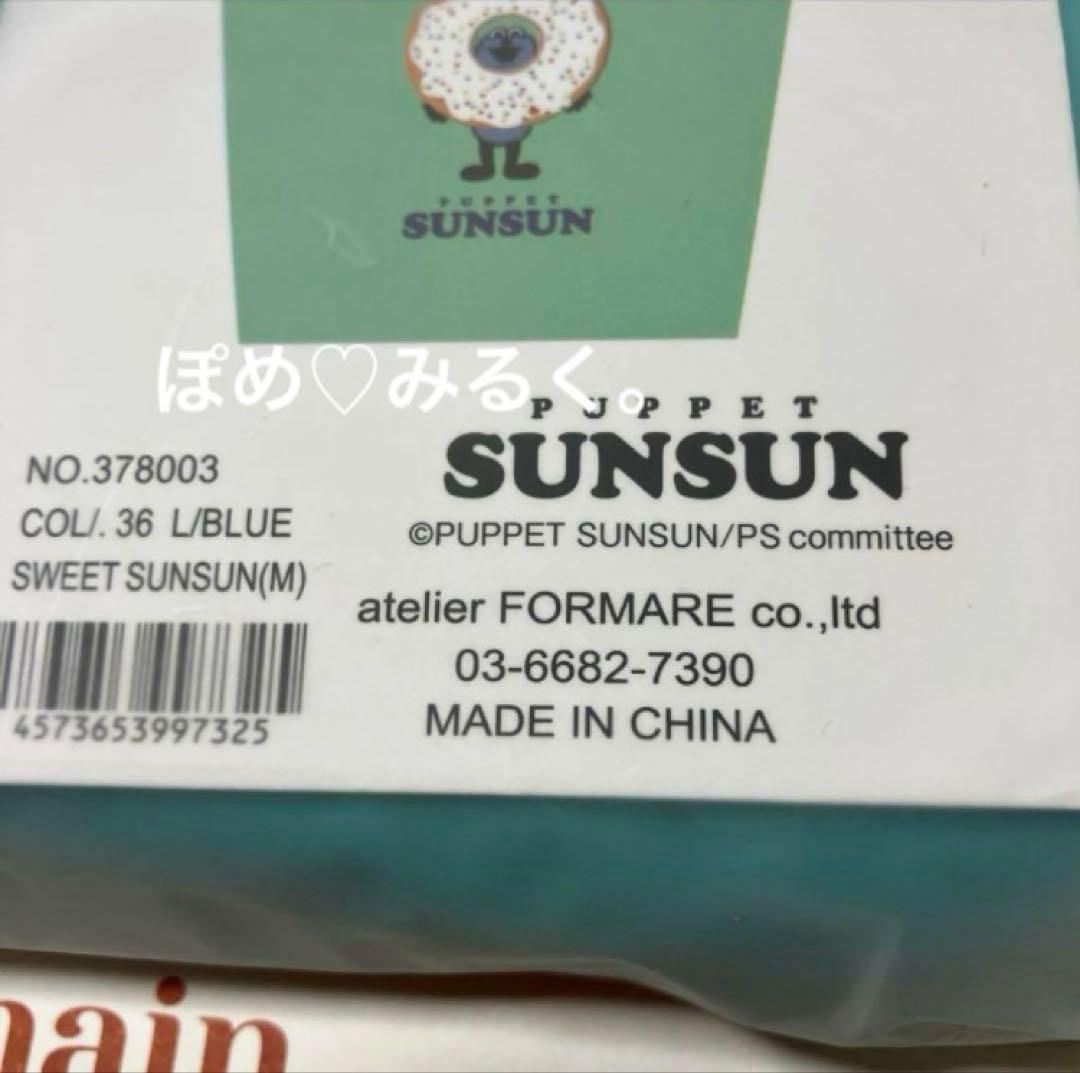 PUPPET
SUNSUN
ぽめ♡みるく。
PUPPET
SUNSUN
©PUPPET SUNSUN/PS committee
NO.378003
COL/. 36 L/BLUE
SWEET SUNSUN(M)
4573653997325
atelier FORMARE co.,ltd
03-6682-7390
MADE IN CHINA